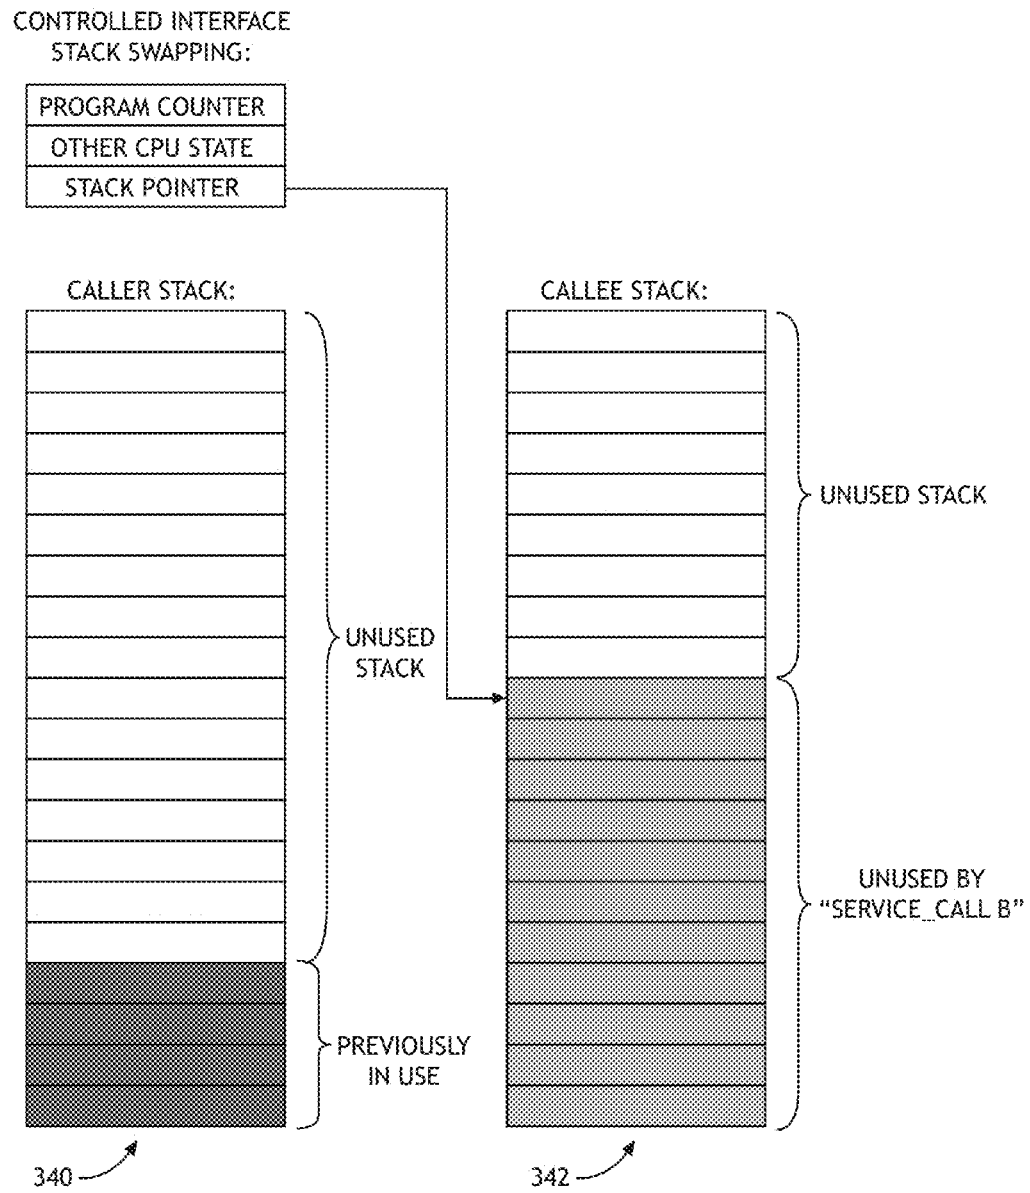 CONTROLLED INTERFACE
STACK SWAPPING:
PROGRAM COUNTER
OTHER CPU STATE
STACK POINTER
CALLER STACK:
CALLEE STACK:
UNUSED STACK
UNUSED
STACK
UNUSED BY
"SERVICE_CALL B"
PREVIOUSLY
IN USE
340
342